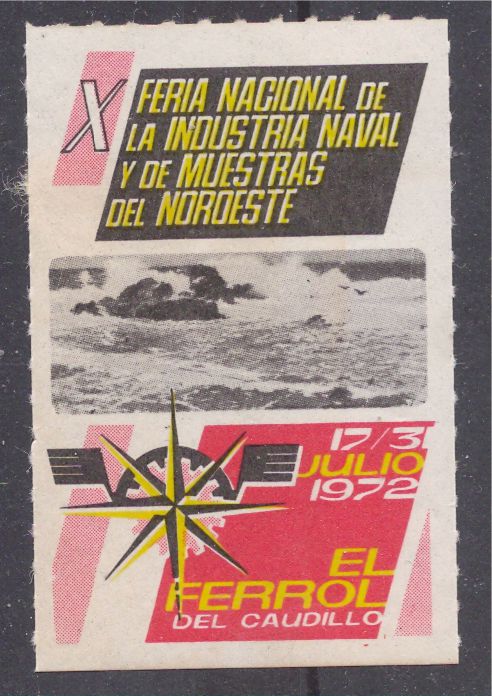 X FERIA NACIONAL DE
LA INDUSTRIA NAVAL
Y DE MUESTRAS
DEL NOROESTE
17/31
JULIO
1972
EL
FERROL
DEL CAUDILLO